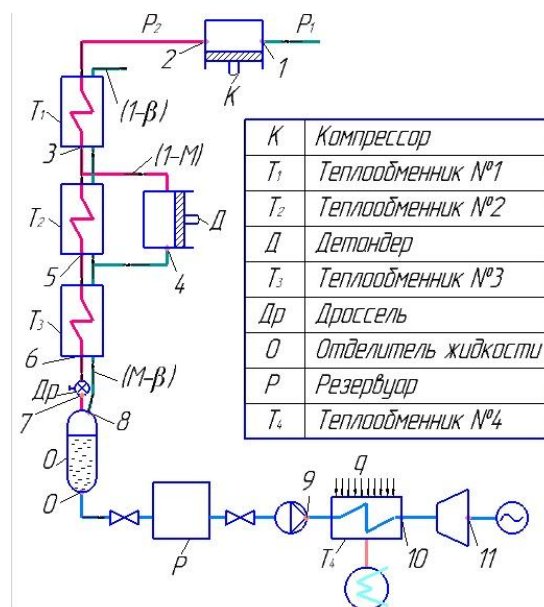 P₂
P₁
2
1
К
T₁
(1-β)
3
(1-М)
T₂
Д
5
4
T₃
6
(М-β)
Др
7
8
О
О
Р
9
q
T₄
10
11
К Компрессор
T₁ Теплообменник №1
T₂ Теплообменник №2
Д Детандер
T₃ Теплообменник №3
Др Дроссель
О Отделитель жидкости
Р Резервуар
T₄ Теплообменник №4